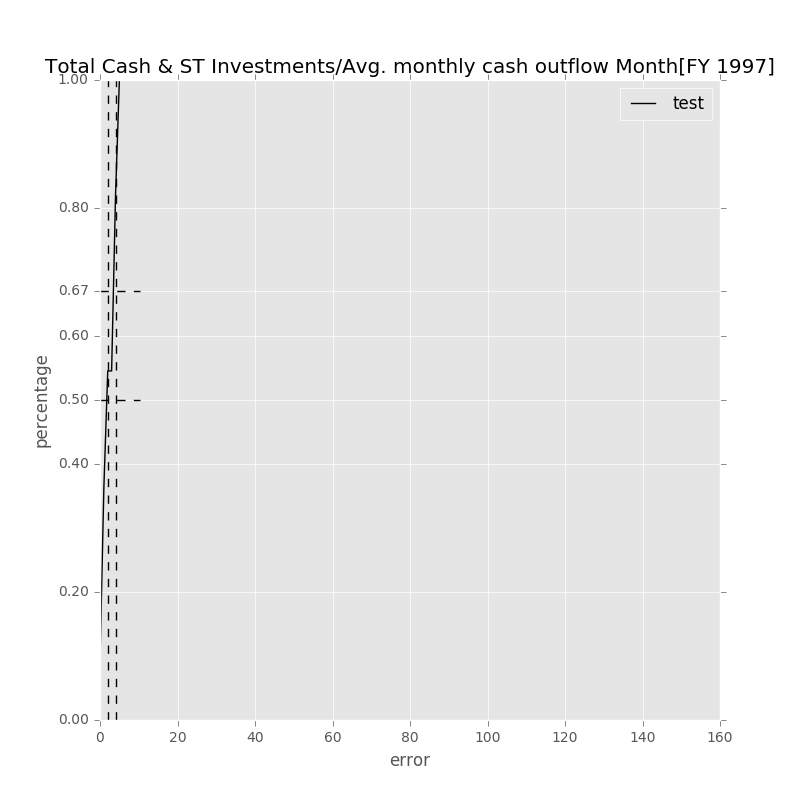 Total Cash & ST Investments/Avg. monthly cash outflow Month[FY 1997]
1.00
test
0.80
0.67
0.60
percentage
0.50
0.40
0.20
0.00
0 20 40 60 80 100 120 140 160
error